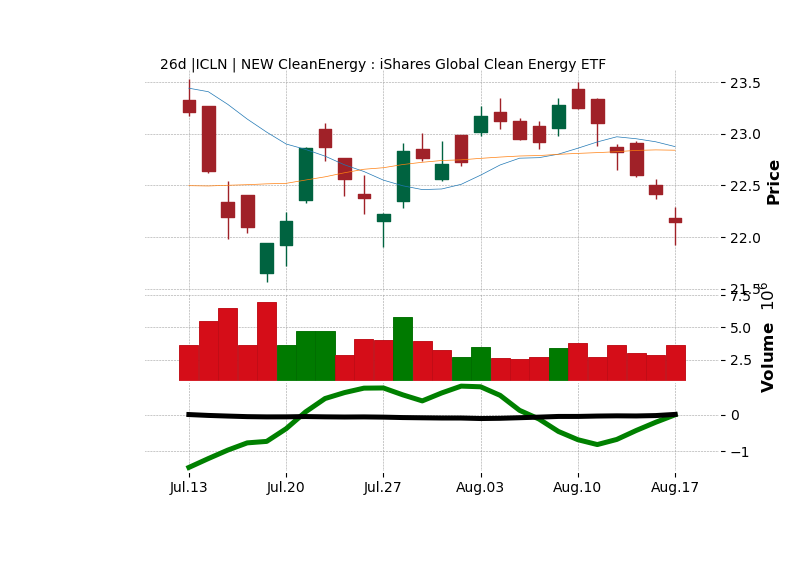 26d |ICLN | NEW CleanEnergy : iShares Global Clean Energy ETF
23.5
23.0
22.5
22.0
21.5
Price
7.5
5.0
2.5
Volume 10^6
0
−1
Jul.13 Jul.20 Jul.27 Aug.03 Aug.10 Aug.17